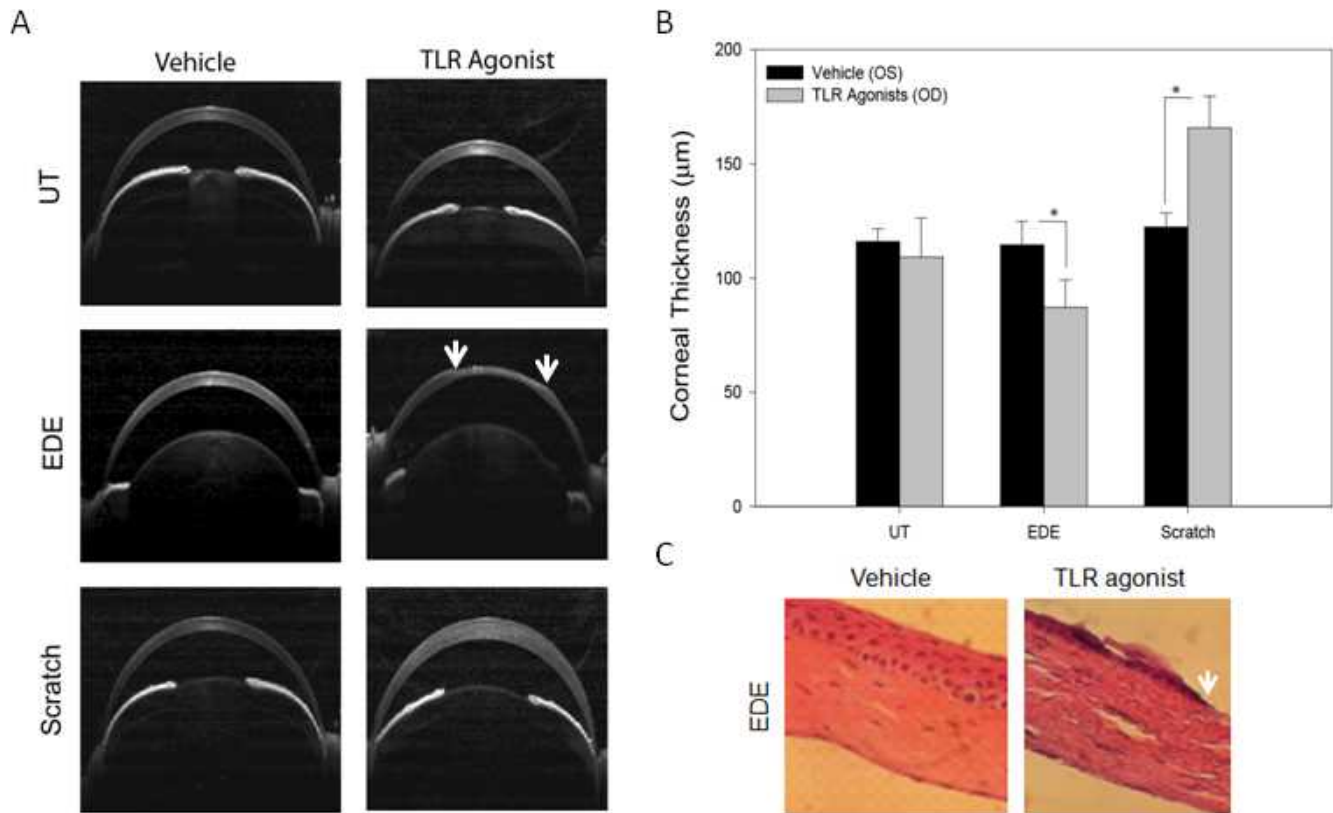 A
Vehicle
TLR Agonist
UT
EDE
Scratch
B
200
150
100
50
0
Corneal Thickness (µm)
Vehicle (OS)
TLR Agonists (OD)
*
*
UT
EDE
Scratch
C
Vehicle
TLR agonist
EDE